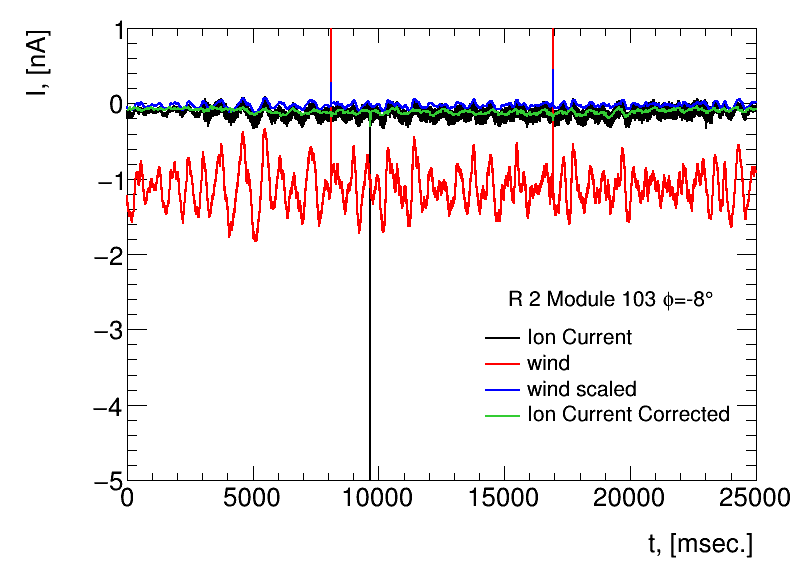 I, [nA]
1
0
−1
−2
−3
−4
−5
R 2 Module 103 ϕ=-8°
Ion Current
wind
wind scaled
Ion Current Corrected
0 5000 10000 15000 20000 25000
t, [msec.]